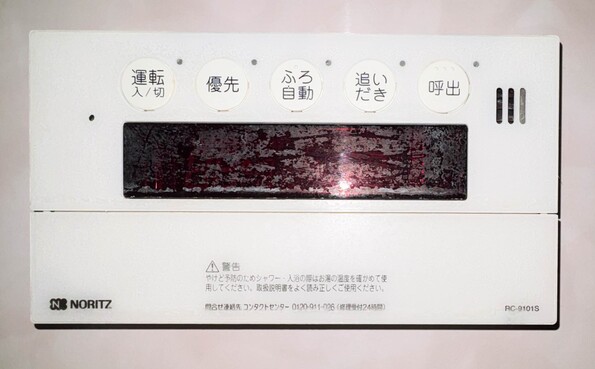 運転
入/切
優先
ふろ
自動
追い
だき
呼出
警告
やけど予防のためシャワー・入浴の際はお湯の温度を確かめて使
用してください。取扱説明書をよく読み正しくご使用ください。
問合せ連絡先 コンタクトセンター 0120-911-026 (修理受付24時間)
NORITZ
RC-9101S